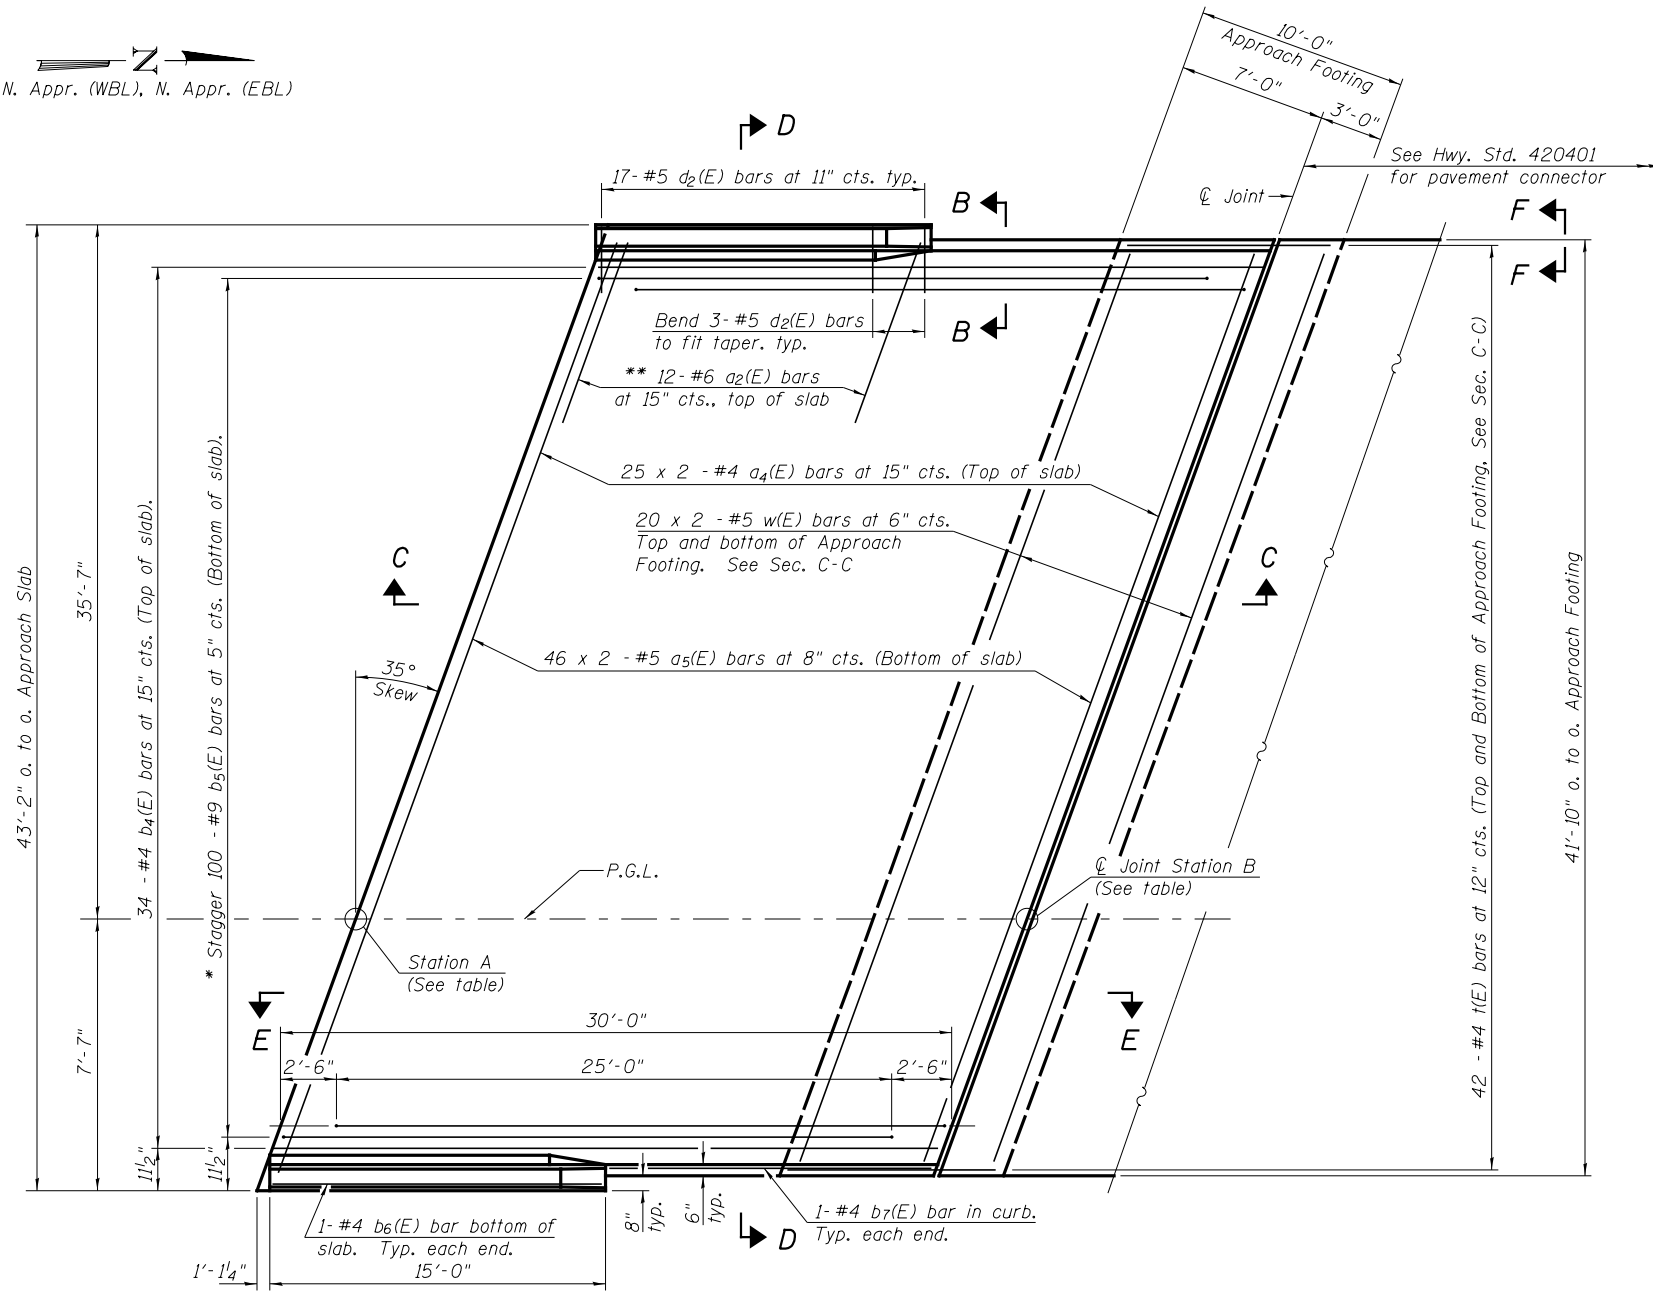 N
N. Appr. (WBL), N. Appr. (EBL)
10'-0"
Approach Footing
7'-0"
3'-0"
D
17- #5 d2(E) bars at 11" cts. typ.
See Hwy. Std. 420401
for pavement connector
℄ Joint
B
F
F
B
Bend 3- #5 d2(E) bars
to fit taper. typ.
** 12- #6 a2(E) bars
at 15" cts., top of slab
25 x 2 - #4 a4(E) bars at 15" cts. (Top of slab)
20 x 2 - #5 w(E) bars at 6" cts.
Top and bottom of Approach
Footing. See Sec. C-C
C
C
43'-2" o. to o. Approach Slab
35'-7"
34 - #4 b4(E) bars at 15" cts. (Top of slab).
* Stagger 100 - #9 b5(E) bars at 5" cts. (Bottom of slab).
42 - #4 t(E) bars at 12" cts. (Top and Bottom of Approach Footing, See Sec. C-C)
41'-10" o. to o. Approach Footing
46 x 2 - #5 a5(E) bars at 8" cts. (Bottom of slab)
35°
Skew
P.G.L.
℄ Joint Station B
(See table)
Station A
(See table)
E
E
30'-0"
2'-6"
25'-0"
2'-6"
7'-7"
11½"
11½"
1- #4 b6(E) bar bottom of
slab. Typ. each end.
8"
typ.
6"
typ.
D
1- #4 b7(E) bar in curb.
Typ. each end.
1'-1¼"
15'-0"